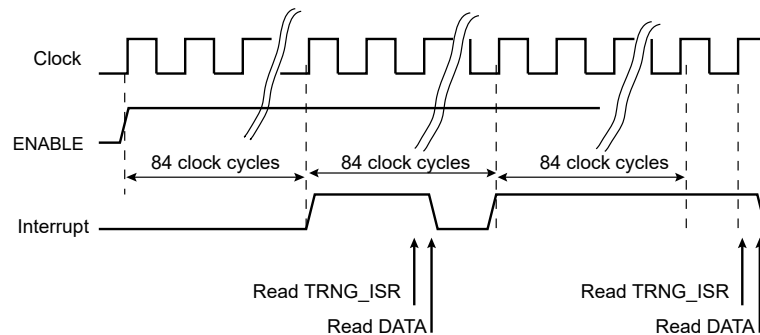 Clock
ENABLE
84 clock cycles 84 clock cycles 84 clock cycles
Interrupt
Read TRNG_ISR Read TRNG_ISR
Read DATA Read DATA